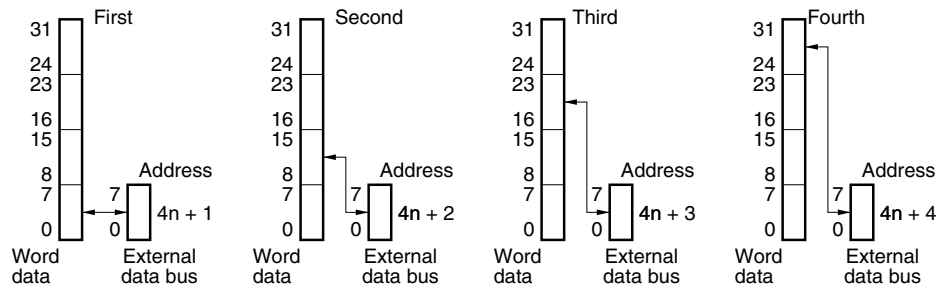 First
31
24
23
16
15
8
7
0
Address
7
0
4n + 1
Word
data
External
data bus
Second
31
24
23
16
15
8
7
0
Address
7
0
4n + 2
Word
data
External
data bus
Third
31
24
23
16
15
8
7
0
Address
7
0
4n + 3
Word
data
External
data bus
Fourth
31
24
23
16
15
8
7
0
Address
7
0
4n + 4
Word
data
External
data bus